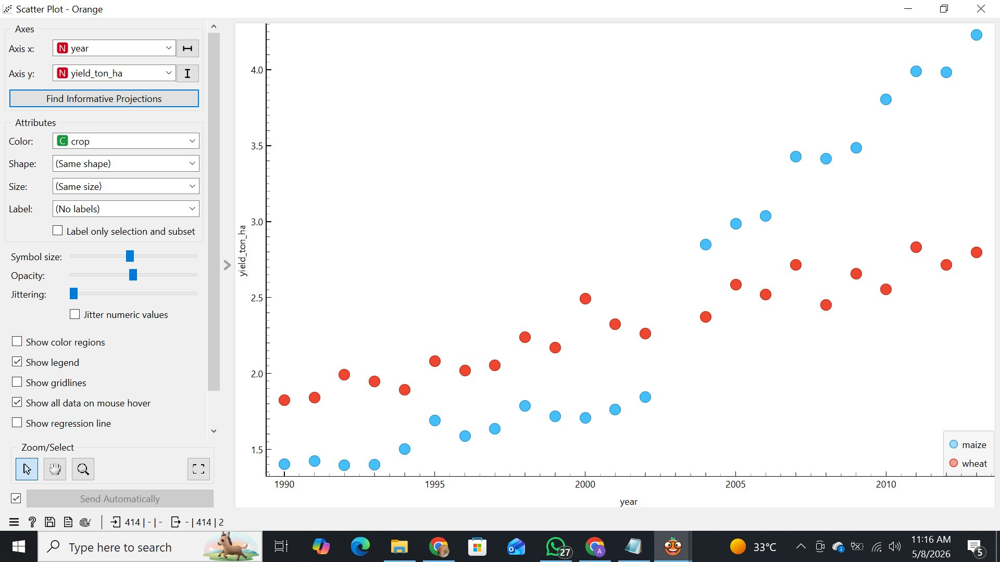 Scatter Plot - Orange
Axes
Axis x: N year
Axis y: N yield_ton_ha
Find Informative Projections
Attributes
Color: C crop
Shape: (Same shape)
Size: (Same size)
Label: (No labels)
Label only selection and subset
Symbol size:
Opacity:
Jittering:
Jitter numeric values
Show color regions
Show legend
Show gridlines
Show all data on mouse hover
Show regression line
Zoom/Select
Send Automatically
414 | - | - - | 414 | 2
yield_ton_ha
4.0
3.5
3.0
2.5
2.0
1.5
1990 1995 2000 2005 2010
year
maize
wheat
Type here to search
27
A
33°C
11:16 AM
5/8/2026
5